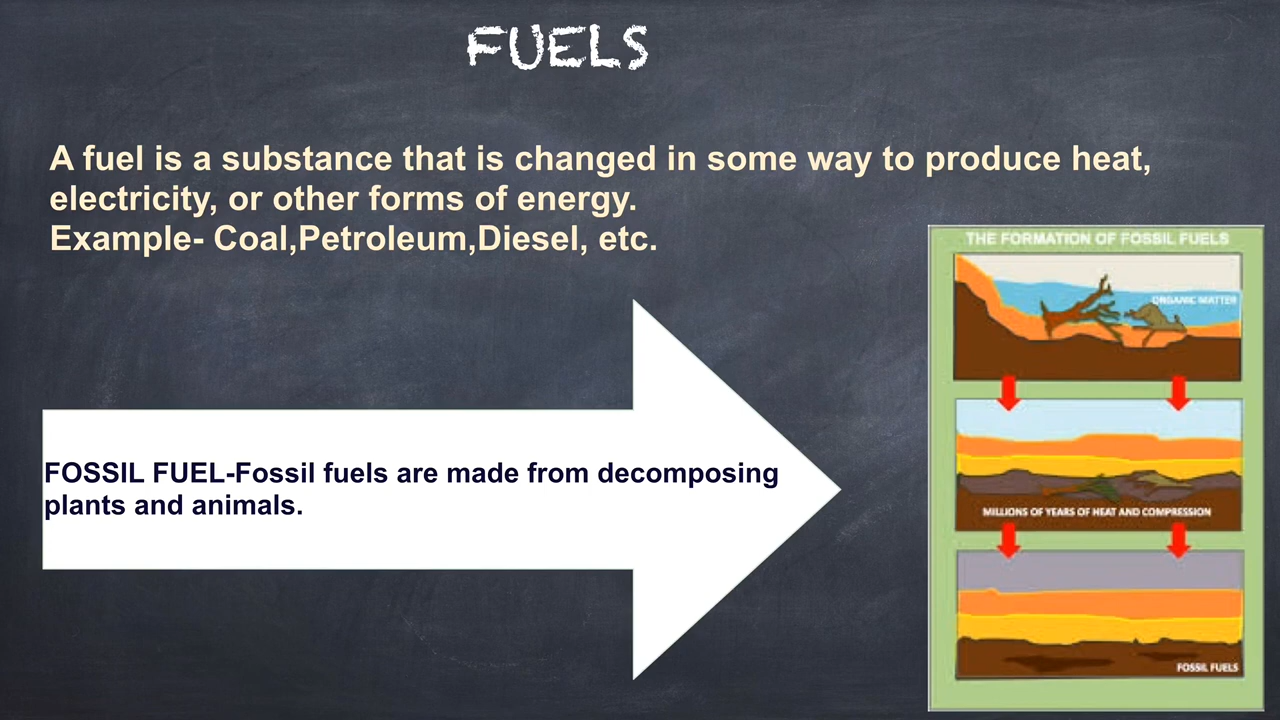 FUELS
A fuel is a substance that is changed in some way to produce heat,
electricity, or other forms of energy.
Example- Coal,Petroleum,Diesel, etc.
FOSSIL FUEL-Fossil fuels are made from decomposing
plants and animals.
THE FORMATION OF FOSSIL FUELS
ORGANIC MATTER
MILLIONS OF YEARS OF HEAT AND COMPRESSION
FOSSIL FUELS